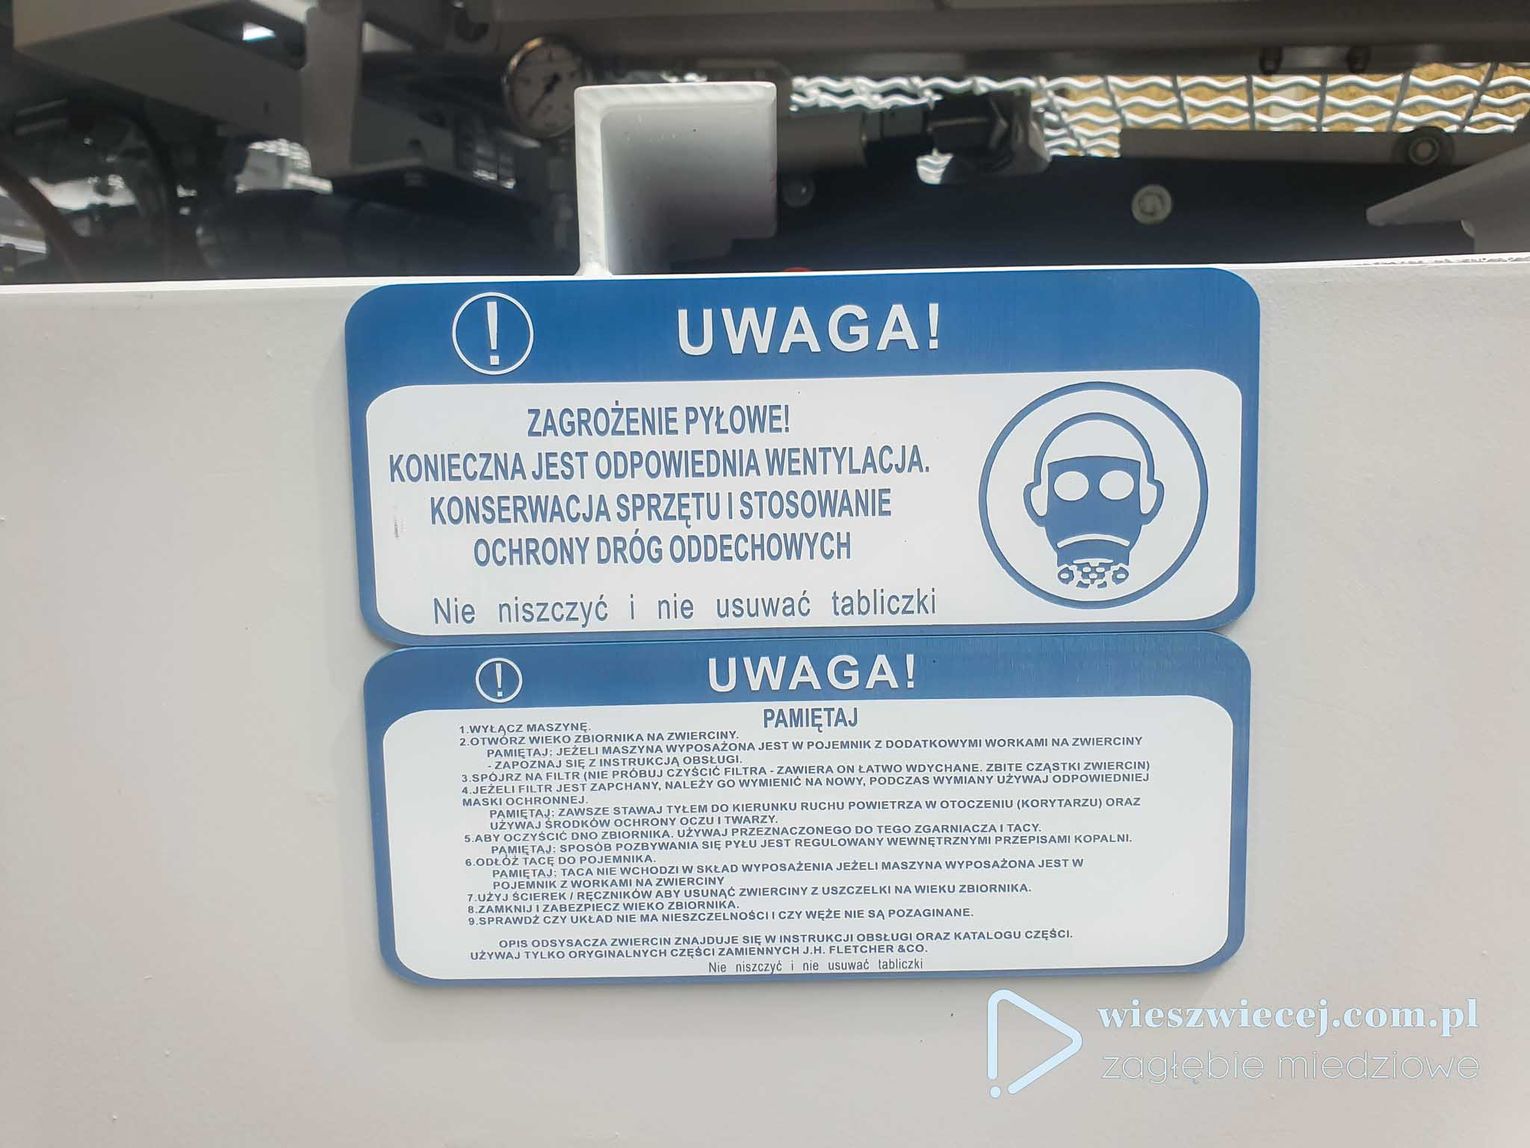 UWAGA!
ZAGROŻENIE PYŁOWE!
KONIECZNA JEST ODPOWIEDNIA WENTYLACJA.
KONSERWACJA SPRZĘTU I STOSOWANIE
OCHRONY DRÓG ODDECHOWYCH
Nie niszczyć i nie usuwać tabliczki
UWAGA!
PAMIĘTAJ
1.WYŁĄCZ MASZYNĘ.
2.OTWÓRZ WIEKO ZBIORNIKA NA ZWIERCINY.
PAMIĘTAJ: JEŻELI MASZYNA WYPOSAŻONA JEST W POJEMNIK Z DODATKOWYMI WORKAMI NA ZWIERCINY
- ZAPOZNAJ SIĘ Z INSTRUKCJĄ OBSŁUGI.
3.SPÓJRZ NA FILTR (NIE PRÓBUJ CZYŚCIĆ FILTRA - ZAWIERA ON ŁATWO WDYCHANE. ZBITE CZĄSTKI ZWIERCIN)
4.JEŻELI FILTR JEST ZAPCHANY, NALEŻY GO WYMIENIĆ NA NOWY, PODCZAS WYMIANY UŻYWAJ ODPOWIEDNIEJ
MASKI OCHRONNEJ.
PAMIĘTAJ: ZAWSZE STAWAJ TYŁEM DO KIERUNKU RUCHU POWIETRZA W OTOCZENIU (KORYTARZU) ORAZ
UŻYWAJ ŚRODKÓW OCHRONY OCZU I TWARZY.
5.ABY OCZYŚCIĆ DNO ZBIORNIKA. UŻYWAJ PRZEZNACZONEGO DO TEGO ZGARNIACZA I TACY.
PAMIĘTAJ: SPOSÓB POZBYWANIA SIĘ PYŁU JEST REGULOWANY WEWNĘTRZNYMI PRZEPISAMI KOPALNI.
6.ODŁÓŻ TACĘ DO POJEMNIKA.
PAMIĘTAJ: TACA NIE WCHODZI W SKŁAD WYPOSAŻENIA JEŻELI MASZYNA WYPOSAŻONA JEST W
POJEMNIK Z WORKAMI NA ZWIERCINY
7.UŻYJ ŚCIEREK / RĘCZNIKÓW ABY USUNĄĆ ZWIERCINY Z USZCZELKI NA WIEKU ZBIORNIKA.
8.ZAMKNIJ I ZABEZPIECZ WIEKO ZBIORNIKA.
9.SPRAWDŹ CZY UKŁAD NIE MA NIESZCZELNOŚCI I CZY WĘŻE NIE SĄ POZAGINANE.
OPIS ODSYSACZA ZWIERCIN ZNAJDUJE SIĘ W INSTRUKCJI OBSŁUGI ORAZ KATALOGU CZĘŚCI.
UŻYWAJ TYLKO ORYGINALNYCH CZĘŚCI ZAMIENNYCH J.H. FLETCHER &CO.
Nie niszczyć i nie usuwać tabliczki
wieszwiecej.com.pl
zagłębie miedziowe